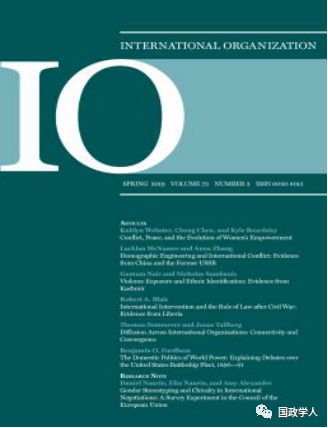 INTERNATIONAL ORGANIZATION
IO
SPRING 2019 VOLUME 73 NUMBER 2 ISSN 0020-8183
ARTICLES
Kaitlyn Webster, Chong Chen, and Kyle Beardsley
Conflict, Peace, and the Evolution of Women's Empowerment
Lachlan McNamee and Anna Zhang
Demographic Engineering and International Conflict: Evidence
from China and the Former USSR
Gautam Nair and Nicholas Sambanis
Violence Exposure and Ethnic Identification: Evidence from
Kashmir
Robert A. Blair
International Intervention and the Rule of Law after Civil War:
Evidence from Liberia
Thomas Sommerer and Jonas Tallberg
Diffusion Across International Organizations: Connectivity and
Convergence
Benjamin O. Fordham
The Domestic Politics of World Power: Explaining Debates over
the United States Battleship Fleet, 1890–91
RESEARCH NOTE
Daniel Naurin, Elin Naurin, and Amy Alexander
Gender Stereotyping and Chivalry in International
Negotiations: A Survey Experiment in the Council of the
European Union
国政学人